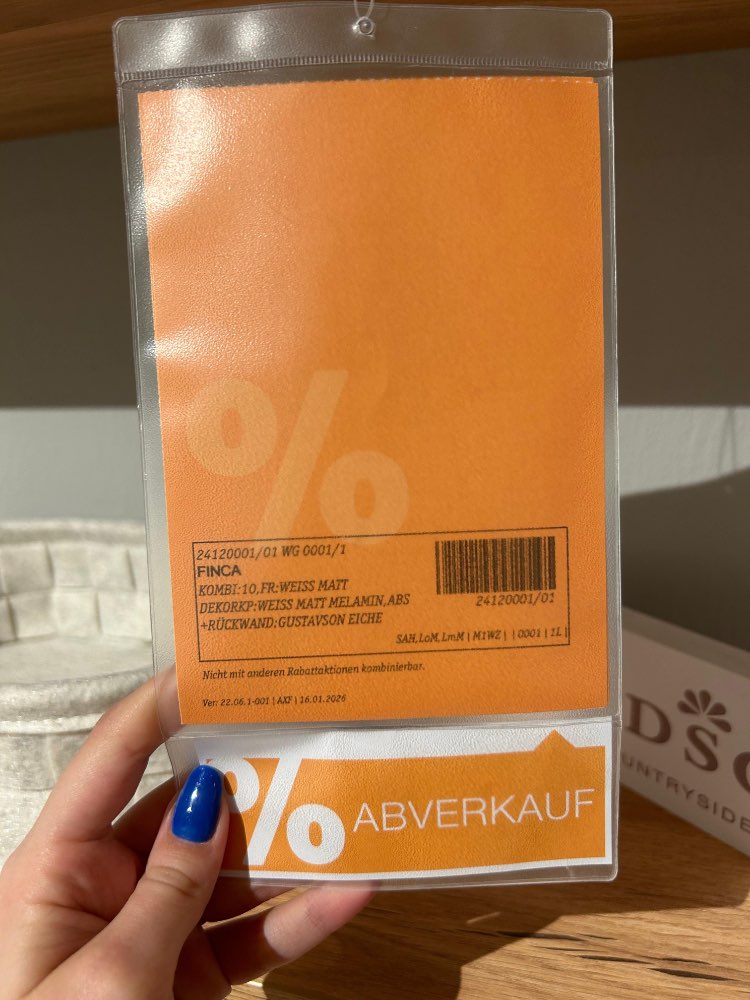 %
24120001/01 WG 0001/1
FINCA
KOMBI:10,FR:WEISS MATT
DEKORKP:WEISS MATT MELAMIN,ABS
+RÜCKWAND:GUSTAVSON EICHE
24120001/01
SAH,LoM,LmM | M1WZ | | 0001 | 1L |
Nicht mit anderen Rabattaktionen kombinierbar.
Ver: 22.06.1-001 | AXF | 16.01.2026
% ABVERKAUF